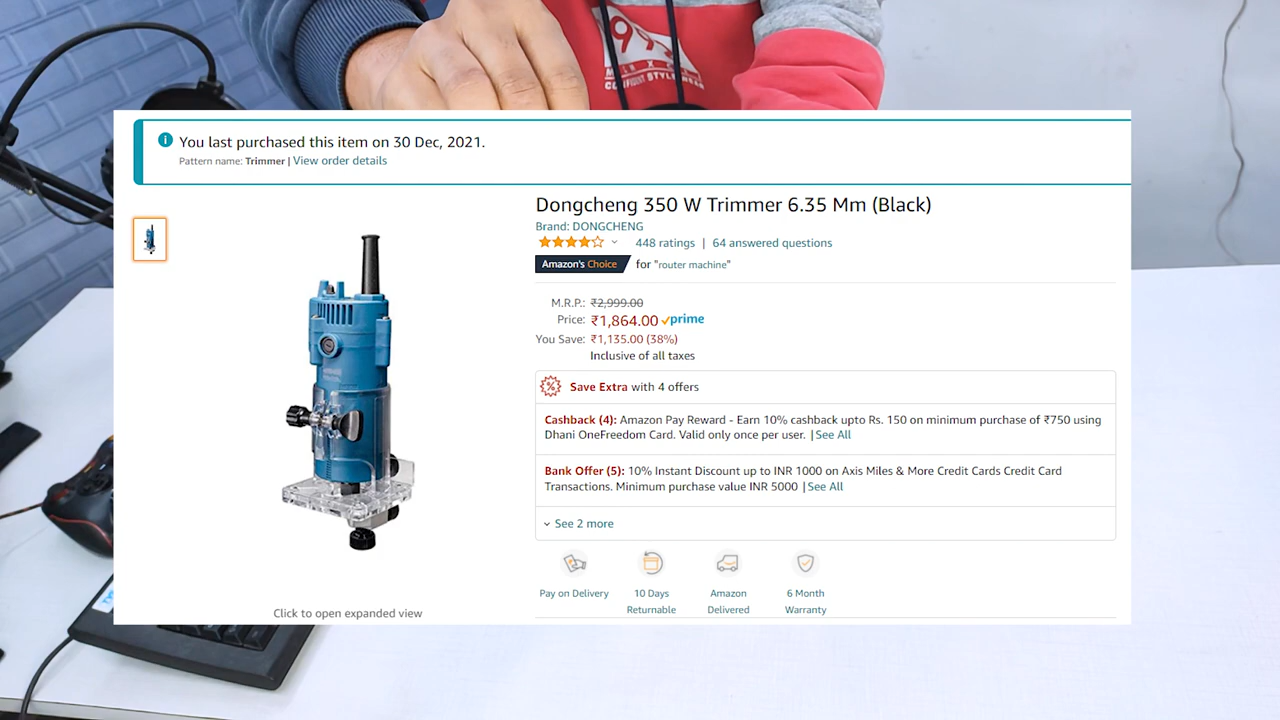 99
You last purchased this item on 30 Dec, 2021.
Pattern name: Trimmer | View order details
Dongcheng 350 W Trimmer 6.35 Mm (Black)
Brand: DONGCHENG
448 ratings | 64 answered questions
Amazon's Choice for "router machine"
M.R.P.: ₹2,999.00
Price: ₹1,864.00 prime
You Save: ₹1,135.00 (38%)
Inclusive of all taxes
% Save Extra with 4 offers
Cashback (4): Amazon Pay Reward - Earn 10% cashback upto Rs. 150 on minimum purchase of ₹750 using
Dhani OneFreedom Card. Valid only once per user. | See All
Bank Offer (5): 10% Instant Discount up to INR 1000 on Axis Miles & More Credit Cards Credit Card
Transactions. Minimum purchase value INR 5000 | See All
See 2 more
Pay on Delivery
10 Days
Returnable
Amazon
Delivered
6 Month
Warranty
Click to open expanded view